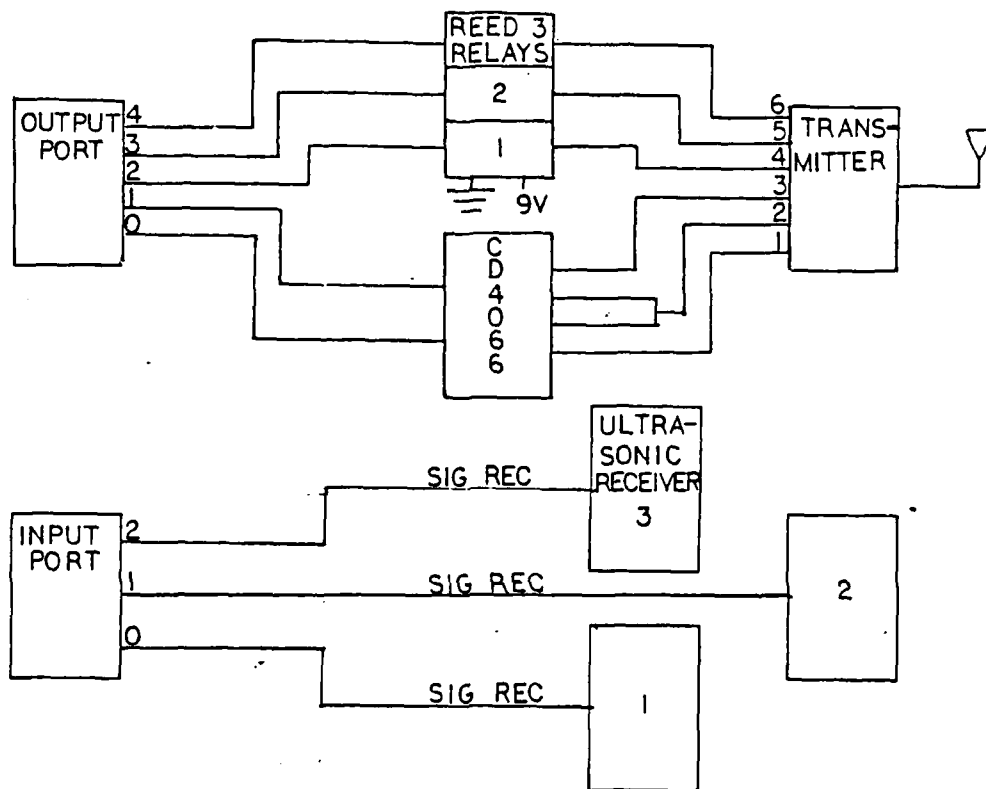 REED 3
RELAYS
2
1
9V
OUTPUT
PORT
4
3
2
1
0
6
5
4
3
2
1
TRANS-
MITTER
C
D
4
0
6
6
ULTRA-
SONIC
RECEIVER
3
SIG REC
INPUT
PORT
2
1
0
SIG REC
2
SIG REC
1